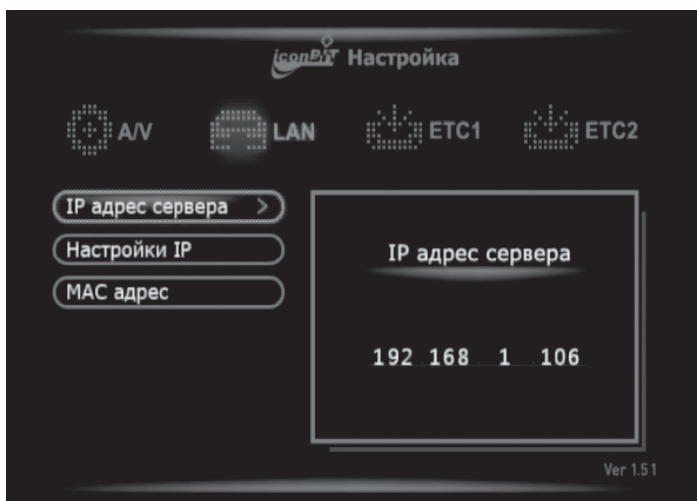 iconBiT Настройка
A/V LAN ETC1 ETC2
IP адрес сервера >
Настройки IP
MAC адрес
IP адрес сервера
192 168 1 106
Ver 1.51